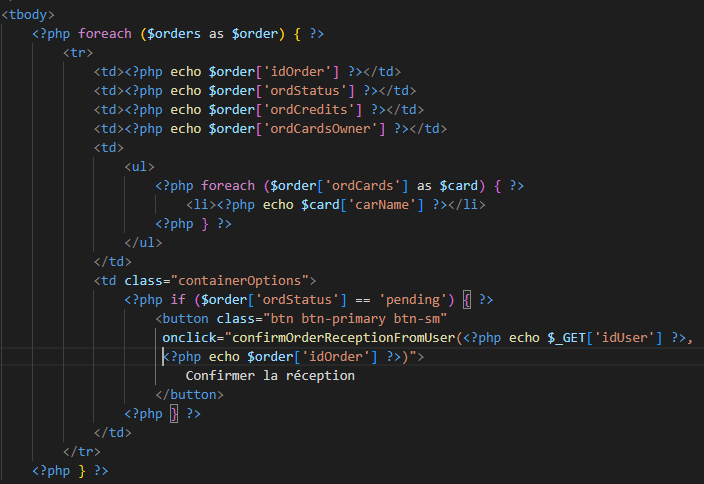 <tbody>
<?php foreach ($orders as $order) { ?>
<tr>
<td><?php echo $order['idOrder'] ?></td>
<td><?php echo $order['ordStatus'] ?></td>
<td><?php echo $order['ordCredits'] ?></td>
<td><?php echo $order['ordCardsOwner'] ?></td>
<td>
<ul>
<?php foreach ($order['ordCards'] as $card) { ?>
<li><?php echo $card['carName'] ?></li>
<?php } ?>
</ul>
</td>
<td class="containerOptions">
<?php if ($order['ordStatus'] == 'pending') { ?>
<button class="btn btn-primary btn-sm"
onclick="confirmOrderReceptionFromUser(<?php echo $_GET['idUser'] ?>,
<?php echo $order['idOrder'] ?>)">
Confirmer la réception
</button>
<?php } ?>
</td>
</tr>
<?php } ?>